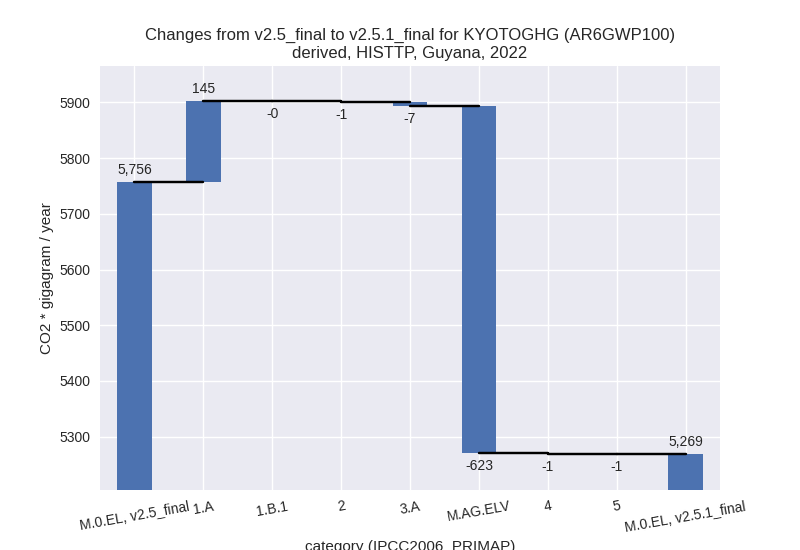 Changes from v2.5_final to v2.5.1_final for KYOTOGHG (AR6GWP100)
derived, HISTTP, Guyana, 2022
CO2 * gigagram / year
5900
5800
5700
5600
5500
5400
5300
5,756
145
-0
-1
-7
-623
-1
-1
5,269
M.0.EL, v2.5_final
1.A
1.B.1
2
3.A
M.AG.ELV
4
5
M.0.EL, v2.5.1_final
category (IPCC2006_PRIMAP)